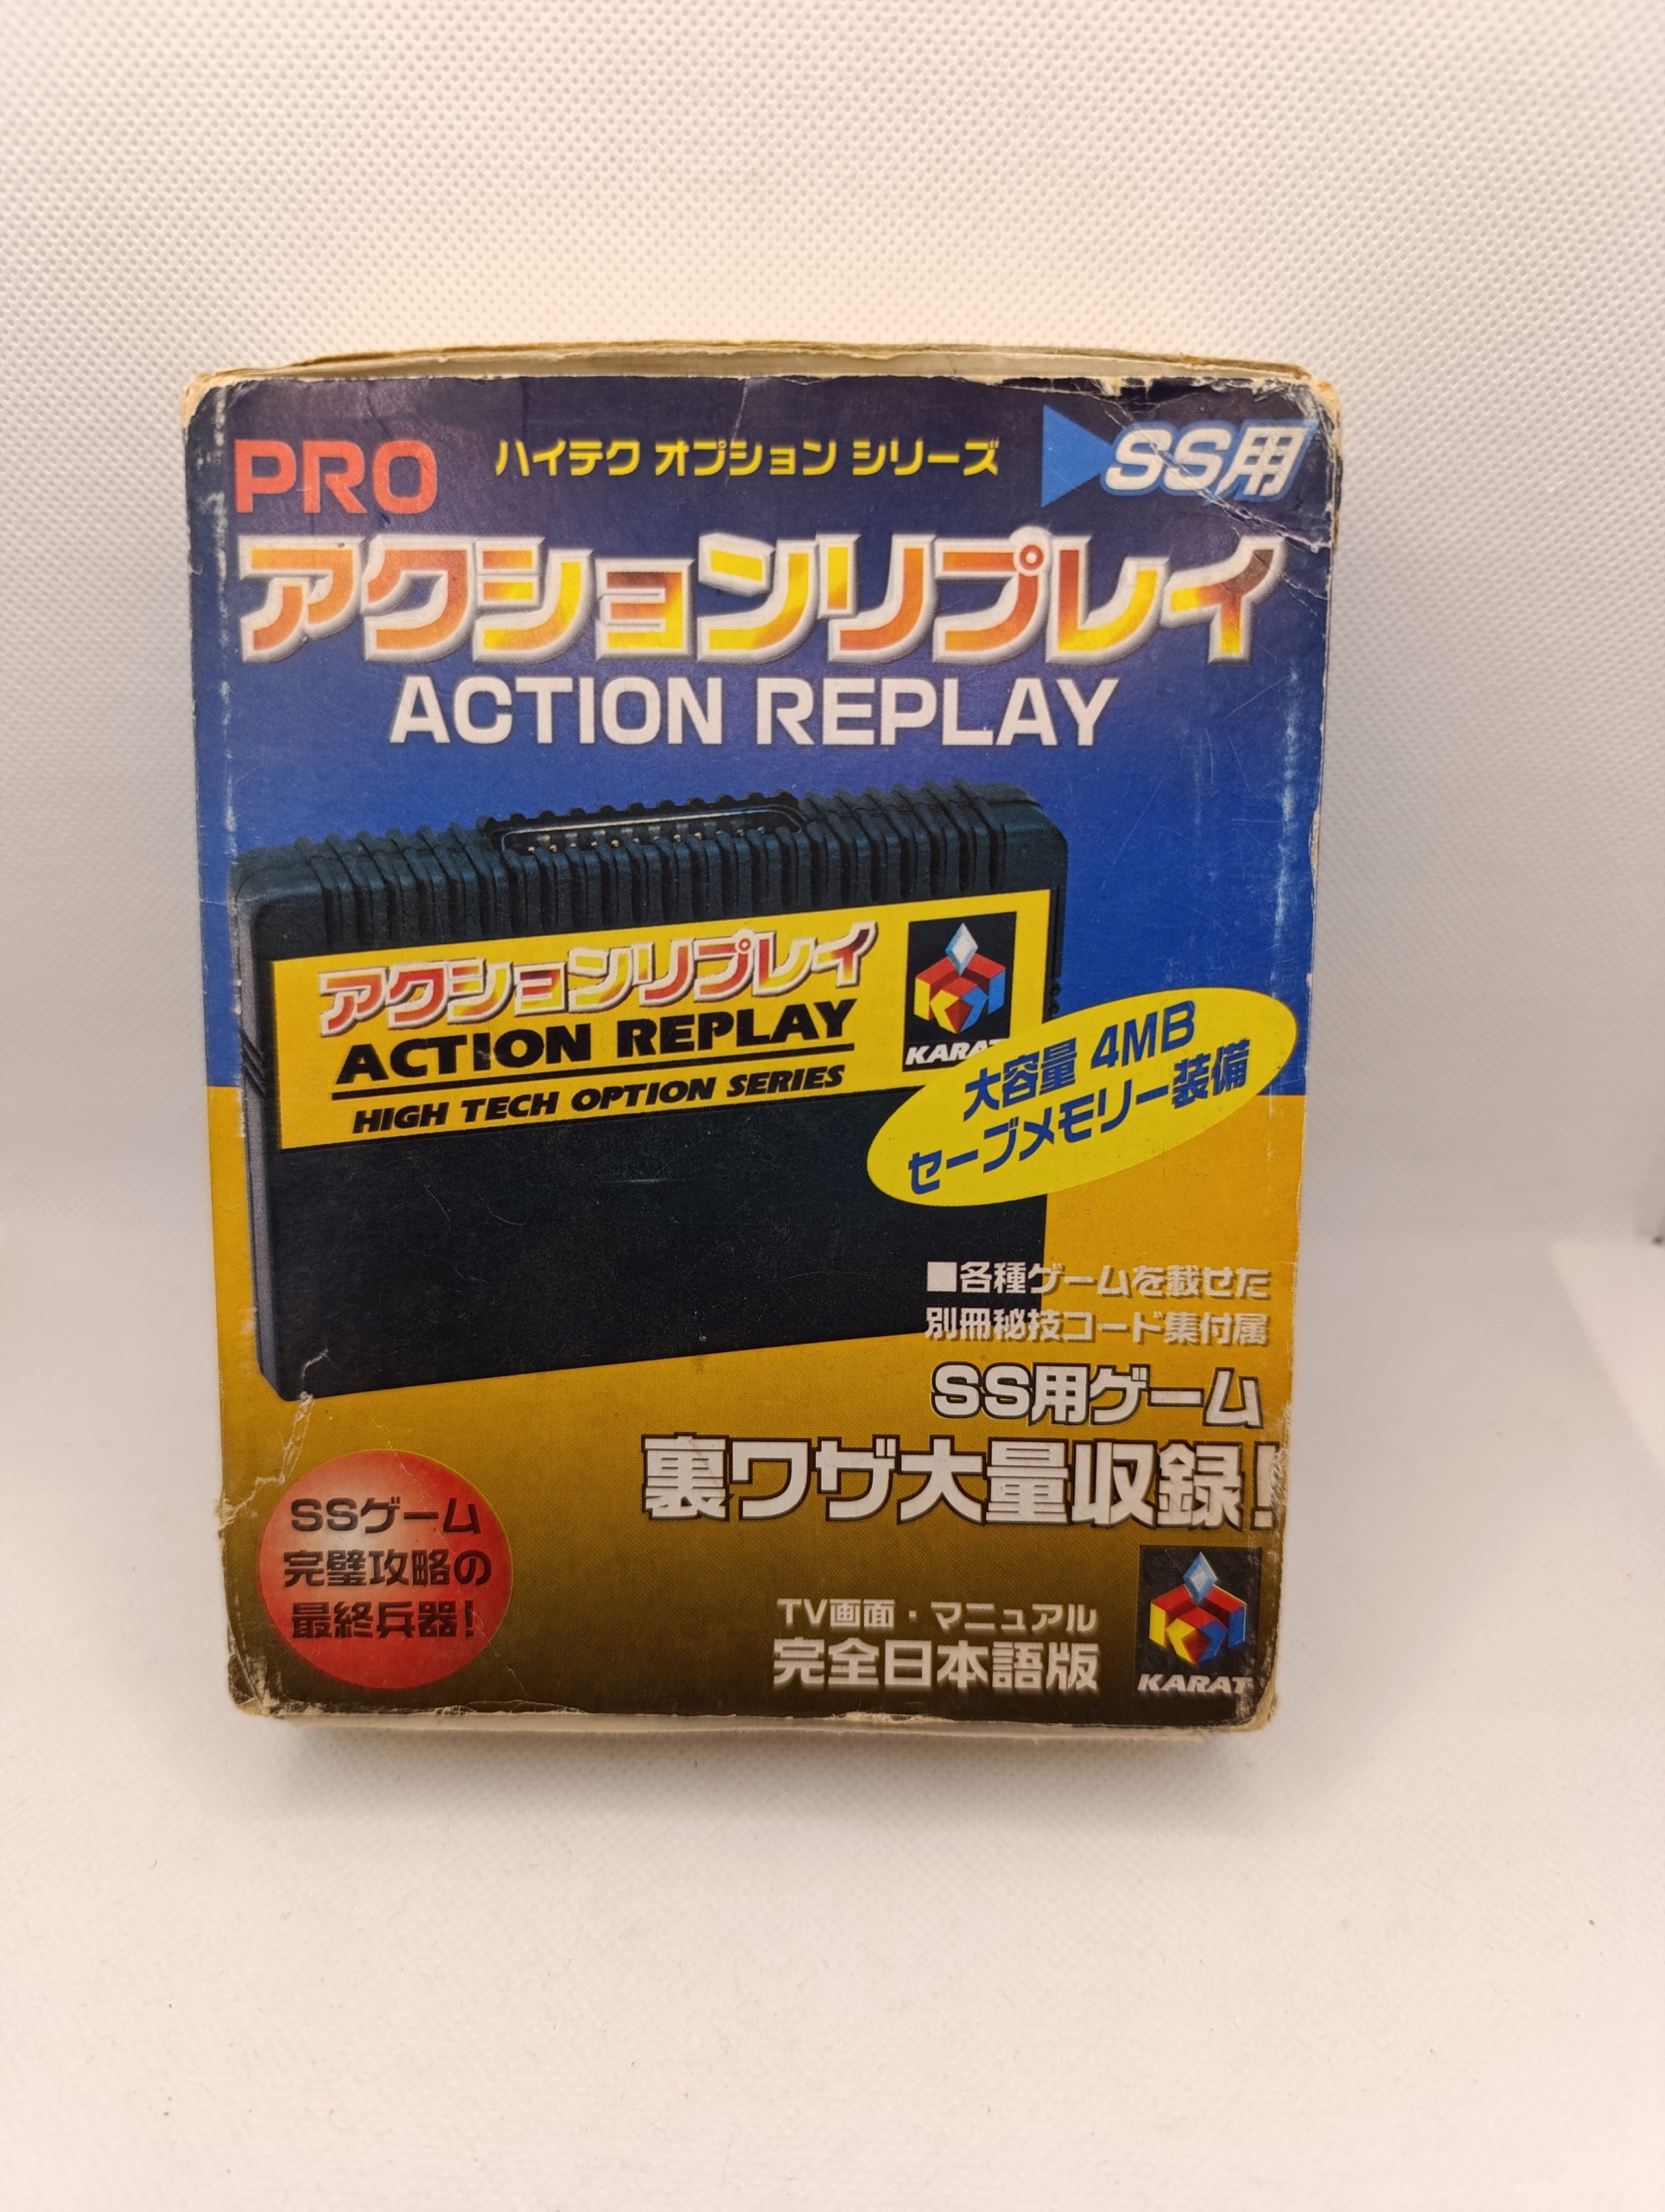 PRO
ハイテク オプション シリーズ
SS用
アクションリプレイ
ACTION REPLAY
アクションリプレイ
ACTION REPLAY
HIGH TECH OPTION SERIES
KARAT
大容量 4MB
セーブメモリー装備
■各種ゲームを載せた
別冊秘技コード集付属
SS用ゲーム
裏ワザ大量収録!
SSゲーム
完璧攻略の
最終兵器!
TV画面・マニュアル
完全日本語版
KARAT